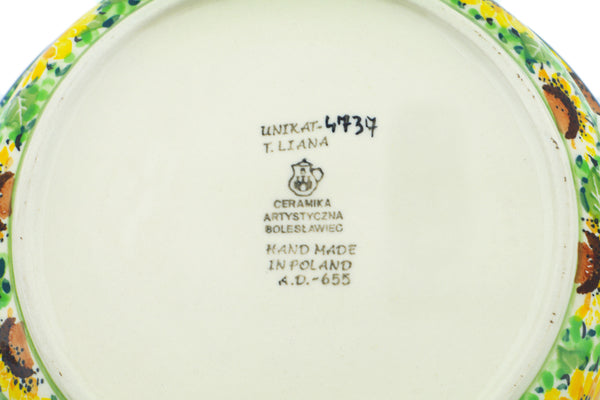 UNIKAT-4737
T. LIANA
CERAMIKA
ARTYSTYCZNA
BOLESŁAWIEC
HAND MADE
IN POLAND
A.D.-655